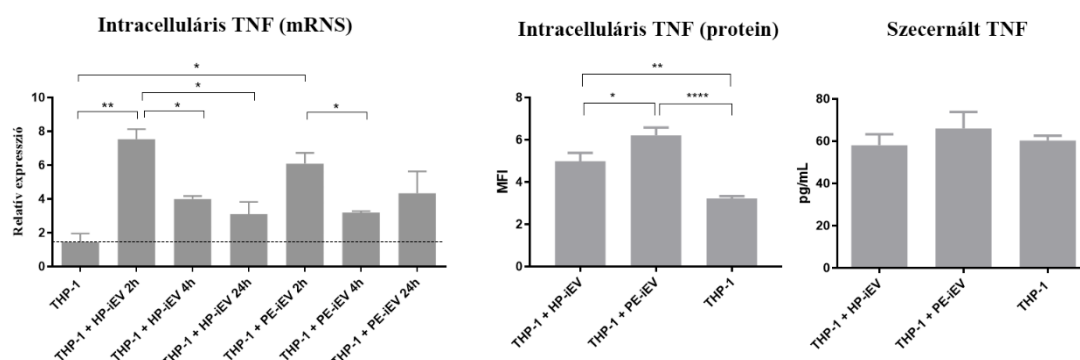 Intracelluláris TNF (mRNS)
Relatív expresszió
10
8
6
4
2
0
*
*
**
*
*
THP-1
THP-1 + HP-iEV 2h
THP-1 + HP-iEV 4h
THP-1 + HP-iEV 24h
THP-1 + PE-iEV 2h
THP-1 + PE-iEV 4h
THP-1 + PE-iEV 24h
Intracelluláris TNF (protein)
MFI
8
6
4
2
0
**
*
****
THP-1 + HP-iEV
THP-1 + PE-iEV
THP-1
Szecernált TNF
pg/mL
80
60
40
20
0
THP-1 + HP-iEV
THP-1 + PE-iEV
THP-1